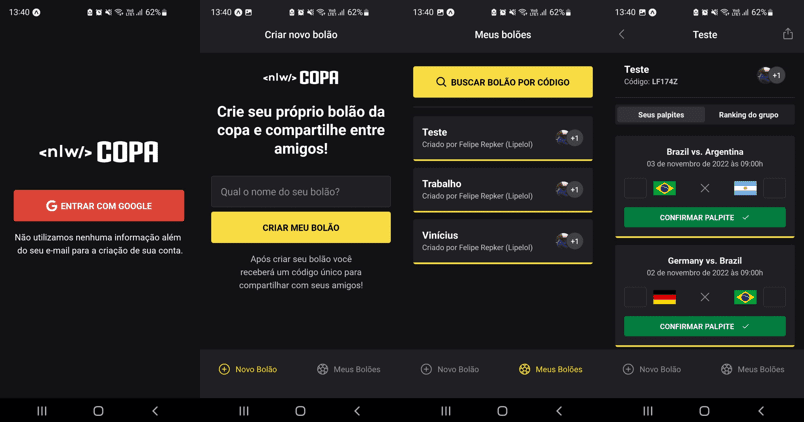 13:40
62%
<nlw/> COPA
ENTRAR COM GOOGLE
Não utilizamos nenhuma informação além
do seu e-mail para a criação de sua conta.
13:40
62%
Criar novo bolão
<nlw/> COPA
Crie seu próprio bolão da
copa e compartilhe entre
amigos!
Qual o nome do seu bolão?
CRIAR MEU BOLÃO
Após criar seu bolão você
receberá um código único para
compartilhar com seus amigos!
Novo Bolão
Meus Bolões
13:40
62%
Meus bolões
BUSCAR BOLÃO POR CÓDIGO
Teste
Criado por Felipe Repker (Lipelol)
+1
Trabalho
Criado por Felipe Repker (Lipelol)
+1
Vinícius
Criado por Felipe Repker (Lipelol)
+1
Novo Bolão
Meus Bolões
13:40
62%
Teste
Teste
Código: LF174Z
+1
Seus palpites
Ranking do grupo
Brazil vs. Argentina
03 de novembro de 2022 às 09:00h
CONFIRMAR PALPITE
Germany vs. Brazil
02 de novembro de 2022 às 09:00h
CONFIRMAR PALPITE
Novo Bolão
Meus Bolões